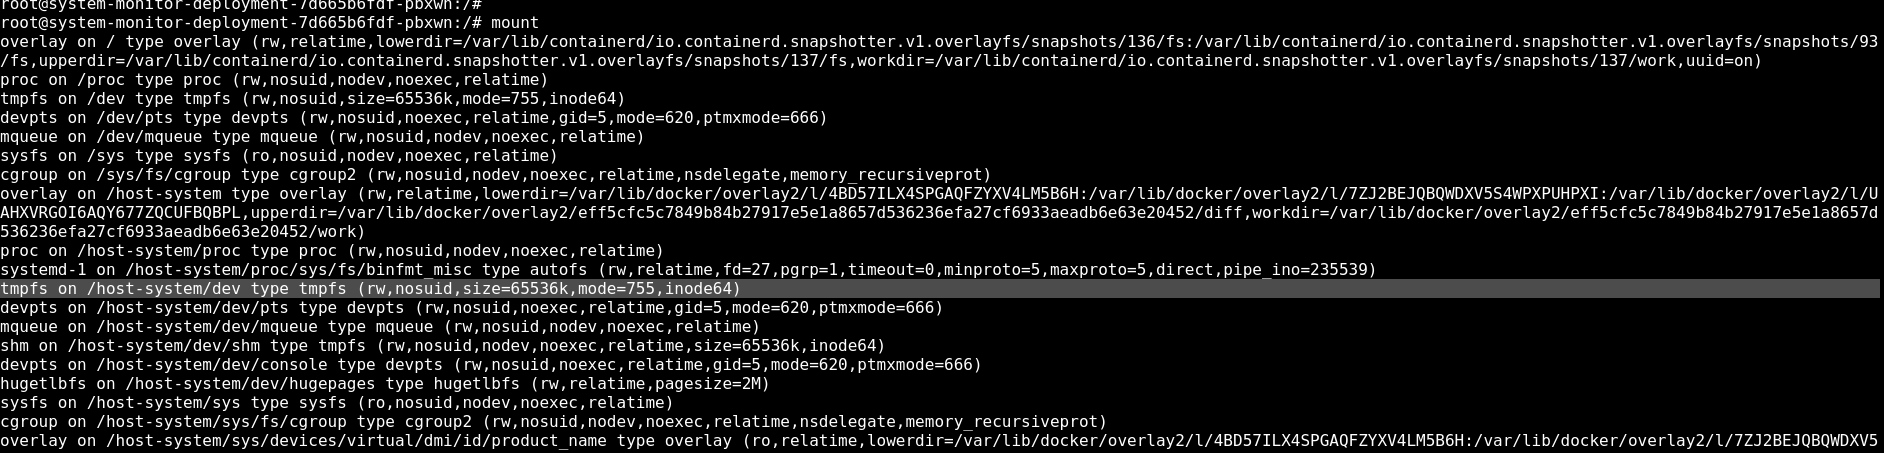 root@system-monitor-deployment-7d665b6fdf-pbxwn:/#
root@system-monitor-deployment-7d665b6fdf-pbxwn:/# mount
overlay on / type overlay (rw,relatime,lowerdir=/var/lib/containerd/io.containerd.snapshotter.v1.overlayfs/snapshots/136/fs:/var/lib/containerd/io.containerd.snapshotter.v1.overlayfs/snapshots/93
/fs,upperdir=/var/lib/containerd/io.containerd.snapshotter.v1.overlayfs/snapshots/137/fs,workdir=/var/lib/containerd/io.containerd.snapshotter.v1.overlayfs/snapshots/137/work,uuid=on)
proc on /proc type proc (rw,nosuid,nodev,noexec,relatime)
tmpfs on /dev type tmpfs (rw,nosuid,size=65536k,mode=755,inode64)
devpts on /dev/pts type devpts (rw,nosuid,noexec,relatime,gid=5,mode=620,ptmxmode=666)
mqueue on /dev/mqueue type mqueue (rw,nosuid,nodev,noexec,relatime)
sysfs on /sys type sysfs (ro,nosuid,nodev,noexec,relatime)
cgroup on /sys/fs/cgroup type cgroup2 (rw,nosuid,nodev,noexec,relatime,nsdelegate,memory_recursiveprot)
overlay on /host-system type overlay (rw,relatime,lowerdir=/var/lib/docker/overlay2/l/4BD57ILX4SPGAQFZYXV4LM5B6H:/var/lib/docker/overlay2/l/7ZJ2BEJQBQWDXV5S4WPXPUHPXI:/var/lib/docker/overlay2/l/U
AHXVRGOI6AQY677ZQCUFBQBPL,upperdir=/var/lib/docker/overlay2/eff5cfc5c7849b84b27917e5e1a8657d536236efa27cf6933aeadb6e63e20452/diff,workdir=/var/lib/docker/overlay2/eff5cfc5c7849b84b27917e5e1a8657d
536236efa27cf6933aeadb6e63e20452/work)
proc on /host-system/proc type proc (rw,nosuid,nodev,noexec,relatime)
systemd-1 on /host-system/proc/sys/fs/binfmt_misc type autofs (rw,relatime,fd=27,pgrp=1,timeout=0,minproto=5,maxproto=5,direct,pipe_ino=235539)
tmpfs on /host-system/dev type tmpfs (rw,nosuid,size=65536k,mode=755,inode64)
devpts on /host-system/dev/pts type devpts (rw,nosuid,noexec,relatime,gid=5,mode=620,ptmxmode=666)
mqueue on /host-system/dev/mqueue type mqueue (rw,nosuid,nodev,noexec,relatime)
shm on /host-system/dev/shm type tmpfs (rw,nosuid,nodev,noexec,relatime,size=65536k,inode64)
devpts on /host-system/dev/console type devpts (rw,nosuid,noexec,relatime,gid=5,mode=620,ptmxmode=666)
hugetlbfs on /host-system/dev/hugepages type hugetlbfs (rw,relatime,pagesize=2M)
sysfs on /host-system/sys type sysfs (ro,nosuid,nodev,noexec,relatime)
cgroup on /host-system/sys/fs/cgroup type cgroup2 (rw,nosuid,nodev,noexec,relatime,nsdelegate,memory_recursiveprot)
overlay on /host-system/sys/devices/virtual/dmi/id/product_name type overlay (ro,relatime,lowerdir=/var/lib/docker/overlay2/l/4BD57ILX4SPGAQFZYXV4LM5B6H:/var/lib/docker/overlay2/l/7ZJ2BEJQBQWDXV5